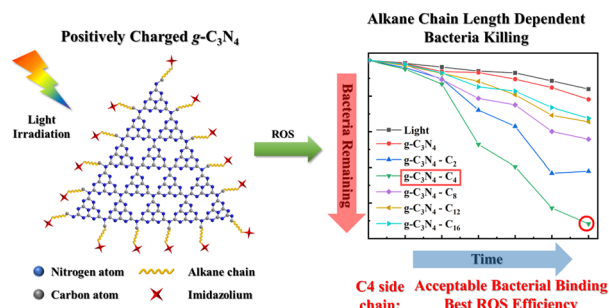 Positively Charged g-C₃N₄
Light
Irradiation
ROS
Nitrogen atom
Alkane chain
Carbon atom
Imidazolium
Alkane Chain Length Dependent
Bacteria Killing
Bacteria Remaining
Light
g-C₃N₄
g-C₃N₄ - C₂
g-C₃N₄ - C₄
g-C₃N₄ - C₈
g-C₃N₄ - C₁₂
g-C₃N₄ - C₁₆
Time
C4 side
chain:
Acceptable Bacterial Binding
Best ROS Efficiency